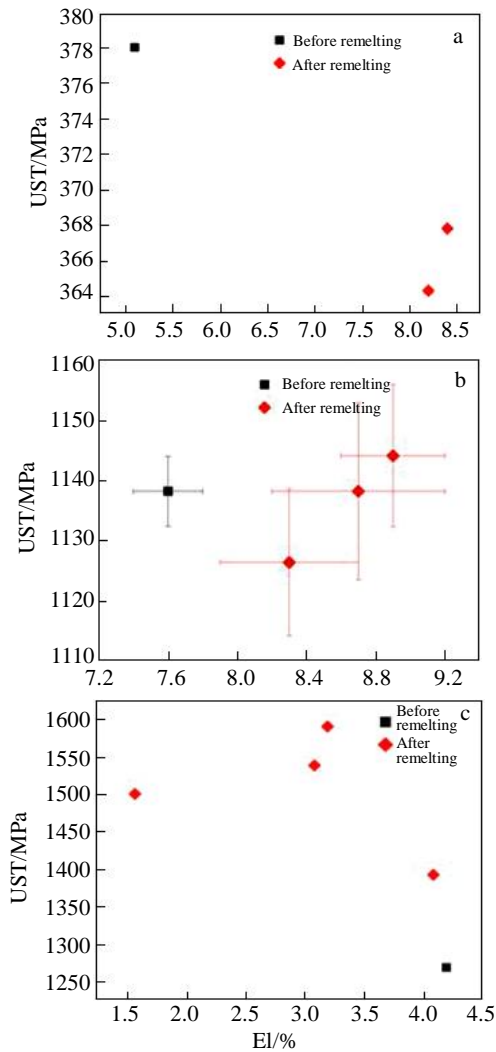 380
378
376
374
372
370
368
366
364
UST/MPa
Before remelting
After remelting
a
5.0 5.5 6.0 6.5 7.0 7.5 8.0 8.5
1160
1150
1140
1130
1120
1110
UST/MPa
Before remelting
After remelting
b
7.2 7.6 8.0 8.4 8.8 9.2
1600
1550
1500
1400
1350
1300
1250
UST/MPa
Before
remelting
After
remelting
c
1.5 2.0 2.5 3.0 3.5 4.0 4.5
El/%